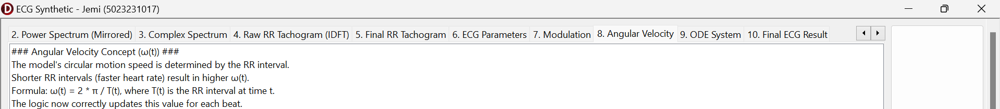 ECG Synthetic - Jemi (5023231017)
2. Power Spectrum (Mirrored) 3. Complex Spectrum 4. Raw RR Tachogram (IDFT) 5. Final RR Tachogram 6. ECG Parameters 7. Modulation 8. Angular Velocity 9. ODE System 10. Final ECG Result
### Angular Velocity Concept (ω(t)) ###
The model's circular motion speed is determined by the RR interval.
Shorter RR intervals (faster heart rate) result in higher ω(t).
Formula: ω(t) = 2 * π / T(t), where T(t) is the RR interval at time t.
The logic now correctly updates this value for each beat.